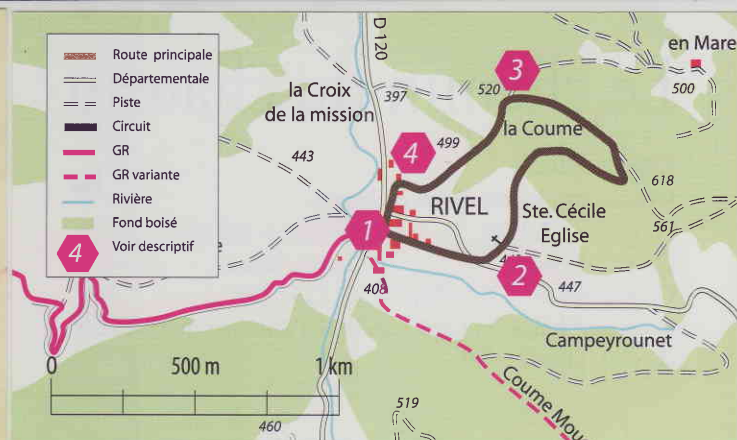 Route principale
Départementale
Piste
Circuit
GR
GR variante
Rivière
Fond boisé
4
Voir descriptif
D 120
la Croix
de la mission
397
443
4
499
520
3
en Mare
500
la Coume
618
561
RIVEL
Ste. Cécile
Eglise
1
2
447
408
Campeyrounet
Coume Mou
519
460
0
500 m
1 km